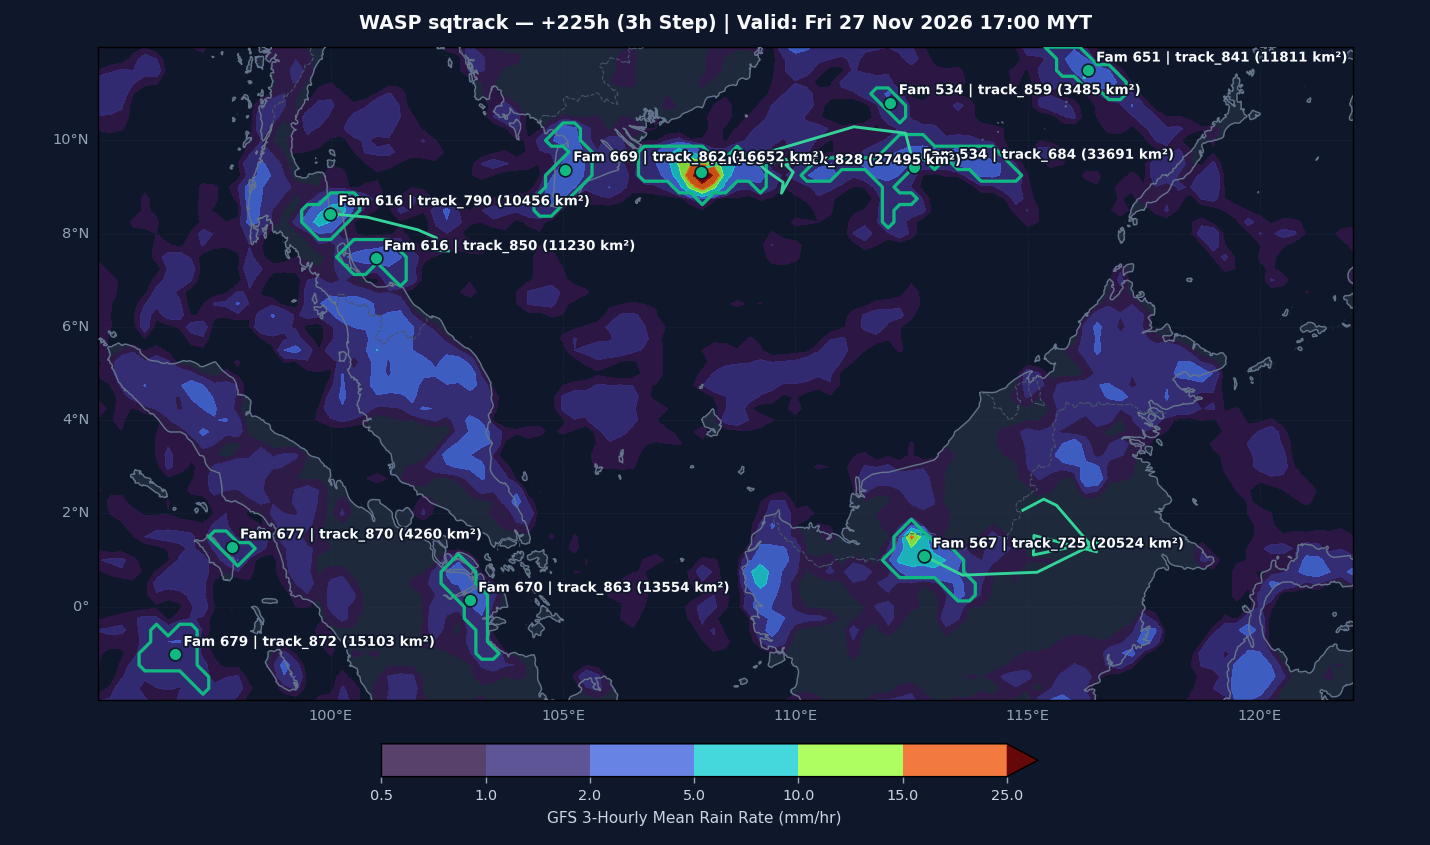 WASP sqtrack — +225h (3h Step) | Valid: Fri 27 Nov 2026 17:00 MYT
Fam 651 | track_841 (11811 km²)
Fam 534 | track_859 (3485 km²)
10°N
Fam 669 | track_862 (16652 km²)
828 (27495 km²)
Fam 534 | track_684 (33691 km²)
Fam 616 | track_790 (10456 km²)
8°N
Fam 616 | track_850 (11230 km²)
6°N
4°N
2°N
Fam 677 | track_870 (4260 km²)
Fam 567 | track_725 (20524 km²)
Fam 670 | track_863 (13554 km²)
0°
Fam 679 | track_872 (15103 km²)
100°E 105°E 110°E 115°E 120°E
0.5 1.0 2.0 5.0 10.0 15.0 25.0
GFS 3-Hourly Mean Rain Rate (mm/hr)